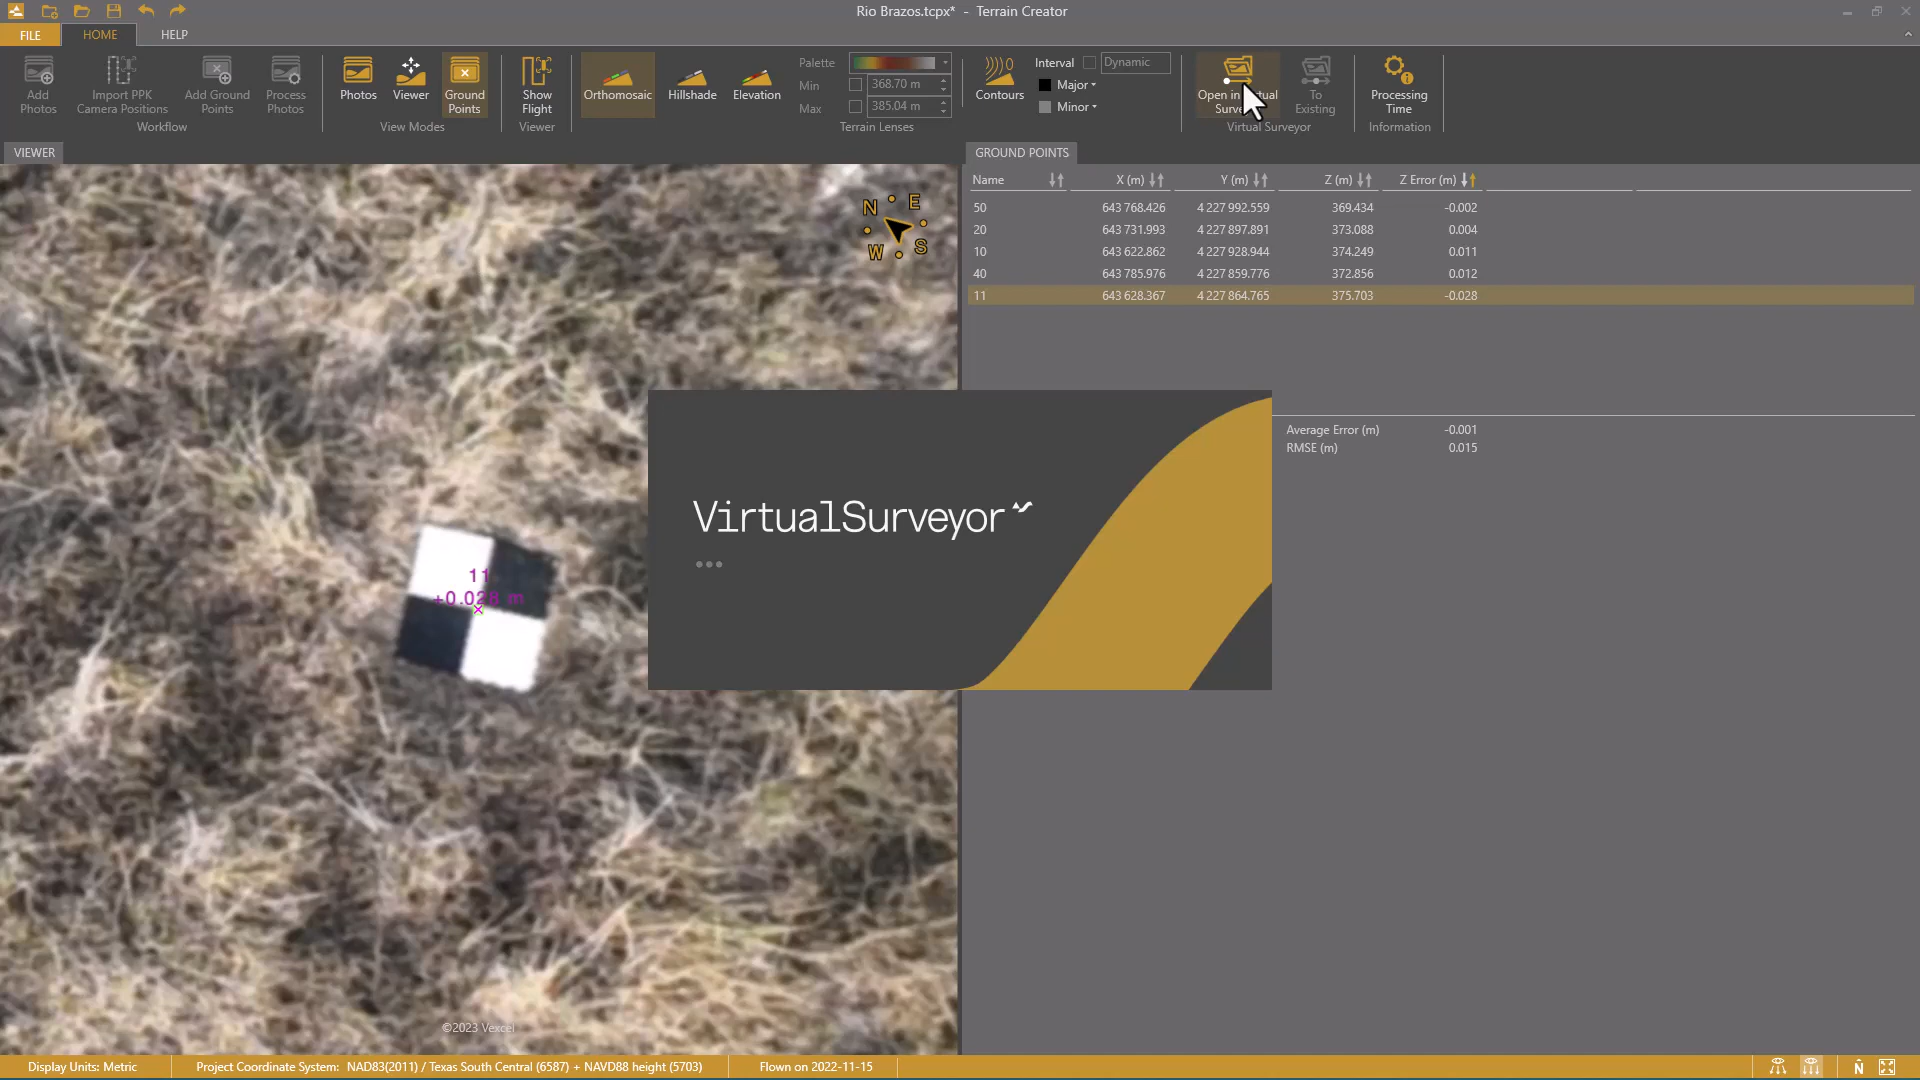 Rio Brazos.tcpx* - Terrain Creator
FILE
HOME
HELP
Add Photos
Import PPK Camera Positions
Add Ground Points
Process Photos
Workflow
Photos
Viewer
Ground Points
View Modes
Show Flight
Viewer
Orthomosaic
Hillshade
Elevation
Palette
Min 368.70 m
Max 385.04 m
Terrain Lenses
Contours
Interval Dynamic
Major
Minor
Open in Virtual
To Existing
Virtual Surveyor
Processing Time
Information
VIEWER
N E
W S
11
+0.028 m
©2023 Vexcel
GROUND POINTS
Name X (m) Y (m) Z (m) Z Error (m)
50 643 768.426 4 227 992.559 369.434 -0.002
20 643 731.993 4 227 897.891 373.088 0.004
10 643 622.862 4 227 928.944 374.249 0.011
40 643 785.976 4 227 859.776 372.856 0.012
11 643 628.367 4 227 864.765 375.703 -0.028
Average Error (m) -0.001
RMSE (m) 0.015
VirtualSurveyor
Display Units: Metric
Project Coordinate System: NAD83(2011) / Texas South Central (6587) + NAVD88 height (5703)
Flown on 2022-11-15
N